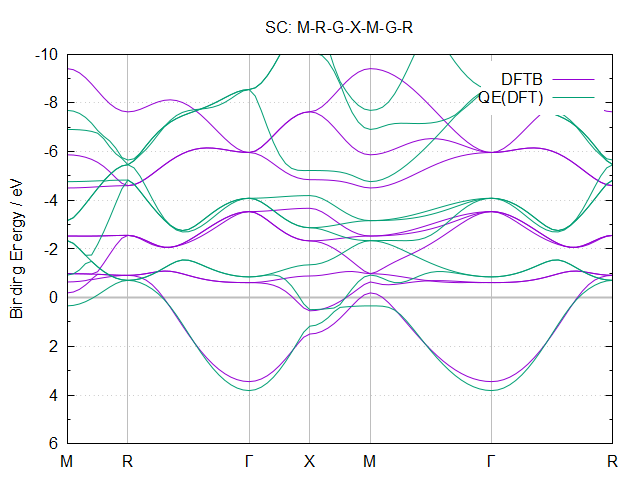 SC: M-R-G-X-M-G-R
-10
DFTB
QE(DFT)
-8
-6
-4
-2
0
2
4
6
Binding Energy / eV
M R Γ X M Γ R